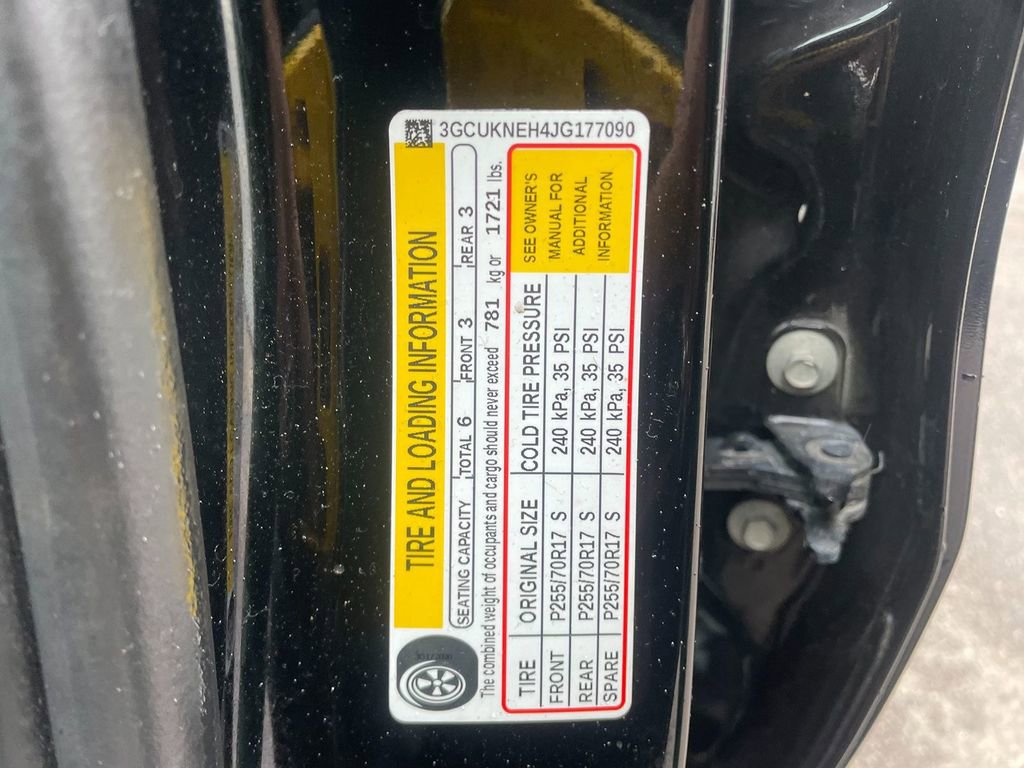 3GCUKNEH4JG177090
TIRE AND LOADING INFORMATION
SEATING CAPACITY TOTAL 6 FRONT 3 REAR 3
The combined weight of occupants and cargo should never exceed 781 kg or 1721 lbs.
TIRE ORIGINAL SIZE COLD TIRE PRESSURE
FRONT P255/70R17 S 240 kPa, 35 PSI
REAR P255/70R17 S 240 kPa, 35 PSI
SPARE P255/70R17 S 240 kPa, 35 PSI
SEE OWNER'S
MANUAL FOR
ADDITIONAL
INFORMATION